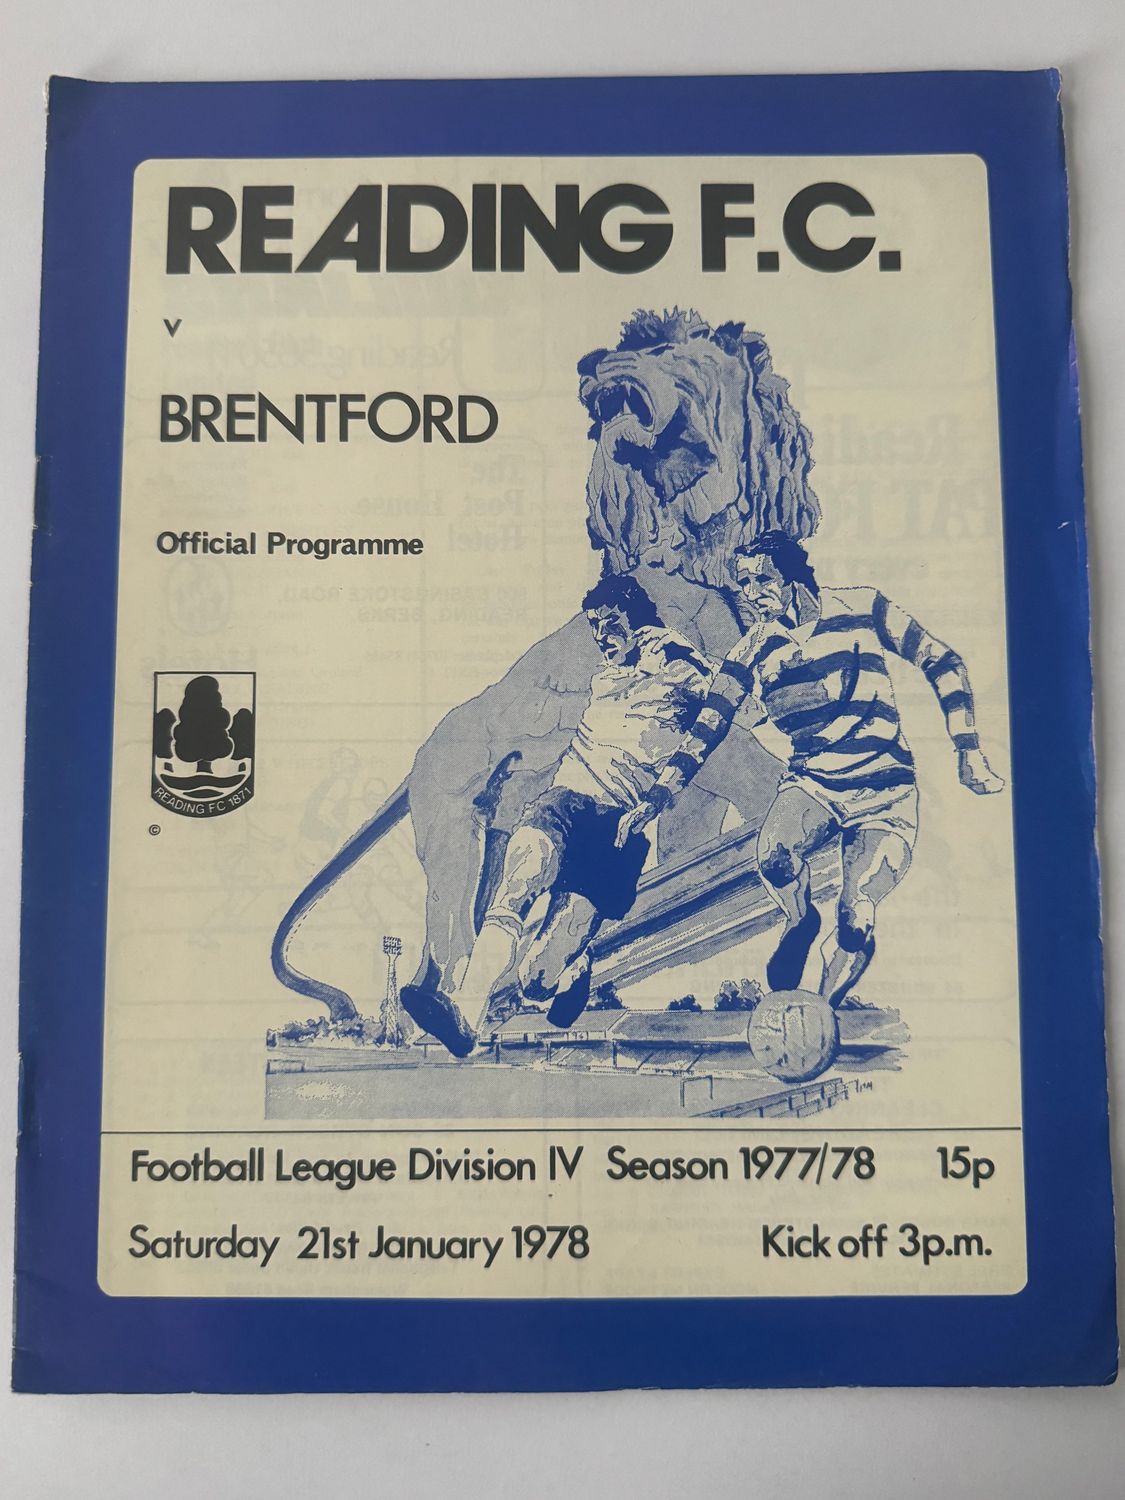 READING F.C.
v
BRENTFORD
Official Programme
READING FC 1871
©
Football League Division IV Season 1977/78 15p
Saturday 21st January 1978 Kick off 3p.m.